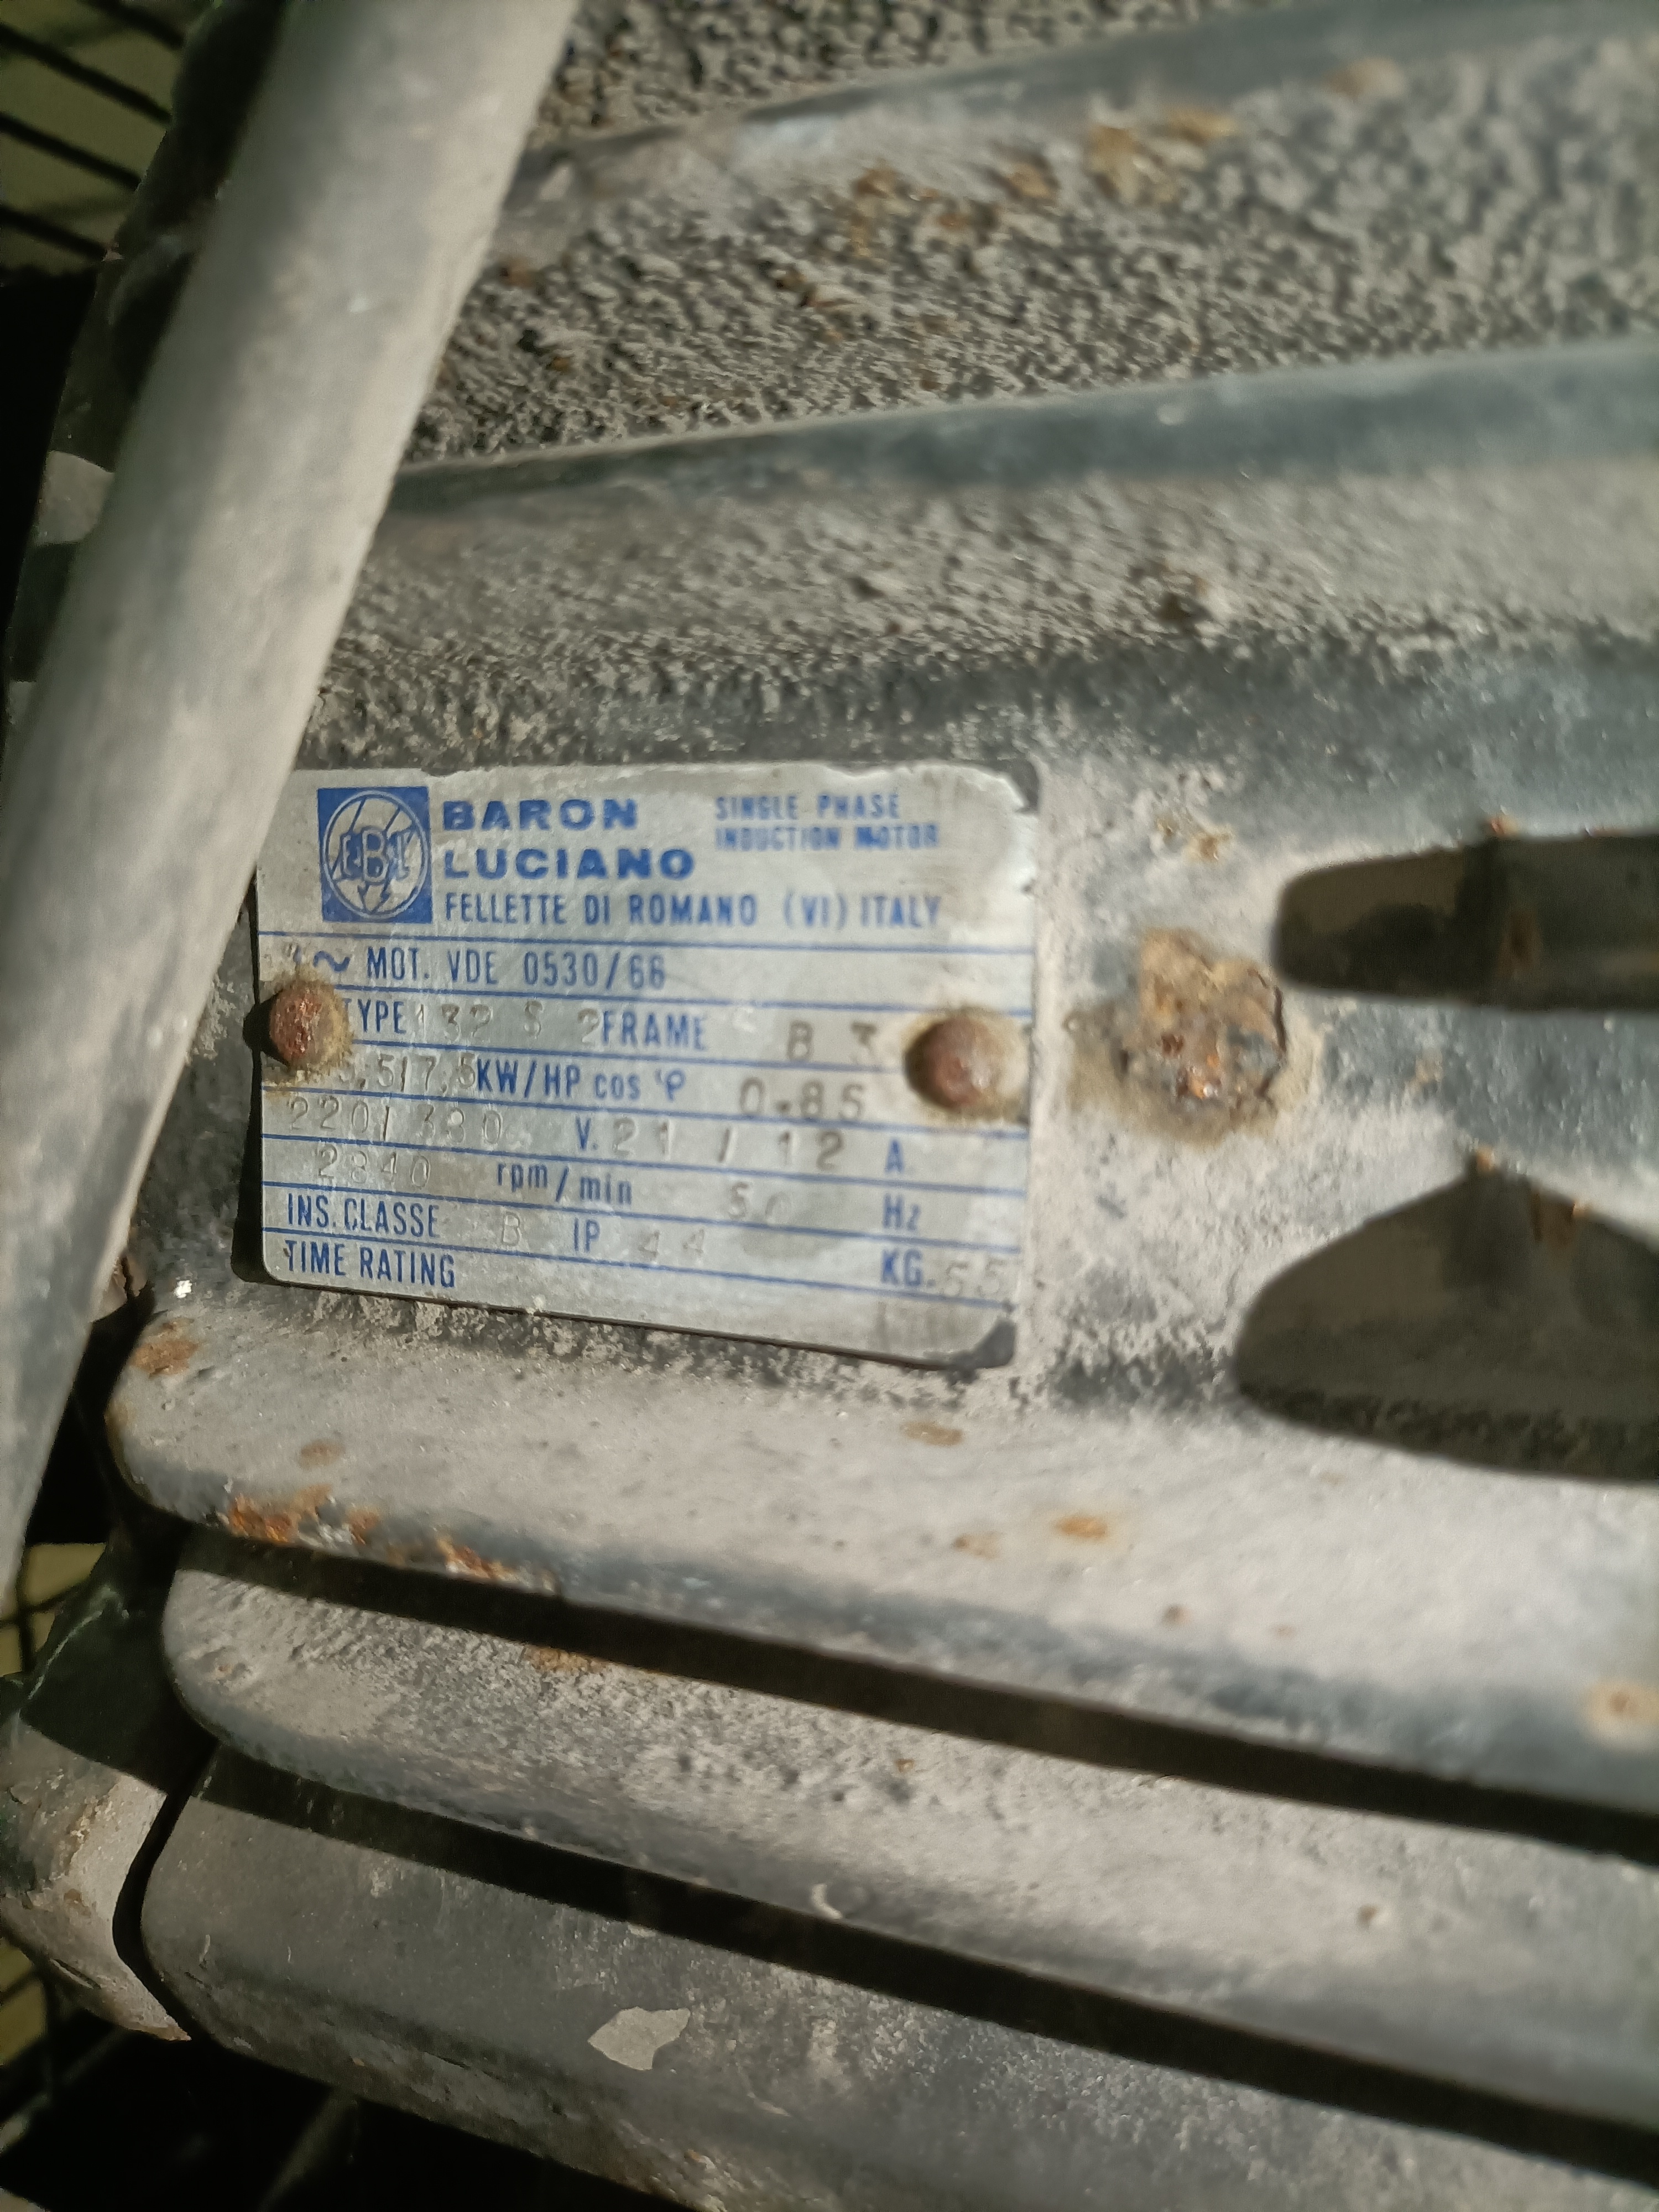 EBL
BARON SINGLE PHASE
LUCIANO INDUCTION MOTOR
FELLETTE DI ROMANO (VI) ITALY
~ MOT. VDE 0530/66
TYPE 132 S 2 FRAME B 3
5,5/7,5 KW/HP cos φ 0.85
220/380 V. 21 / 12 A
2840 rpm/min 50 Hz
INS. CLASSE B IP 44
TIME RATING KG. 55